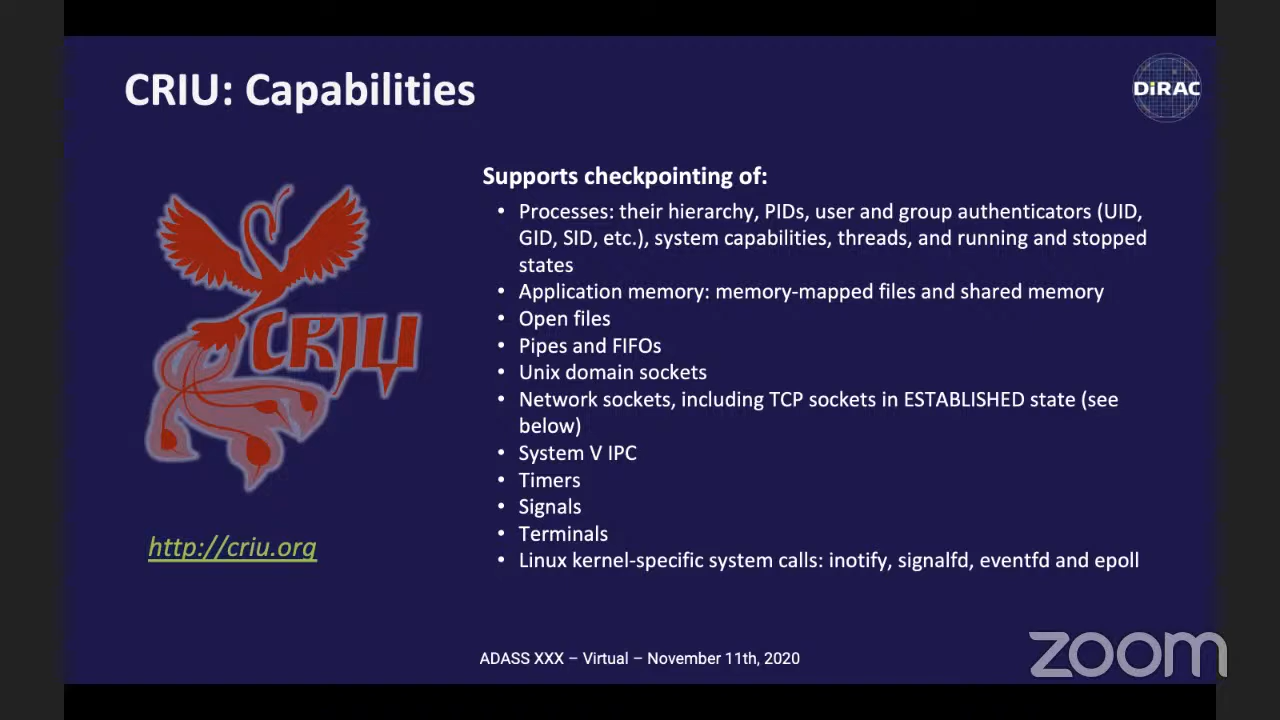 CRIU: Capabilities
DiRAC
Supports checkpointing of:
• Processes: their hierarchy, PIDs, user and group authenticators (UID,
GID, SID, etc.), system capabilities, threads, and running and stopped
states
• Application memory: memory-mapped files and shared memory
• Open files
• Pipes and FIFOs
• Unix domain sockets
• Network sockets, including TCP sockets in ESTABLISHED state (see
below)
• System V IPC
• Timers
• Signals
• Terminals
• Linux kernel-specific system calls: inotify, signalfd, eventfd and epoll
CRIU
http://criu.org
ADASS XXX – Virtual – November 11th, 2020
zoom